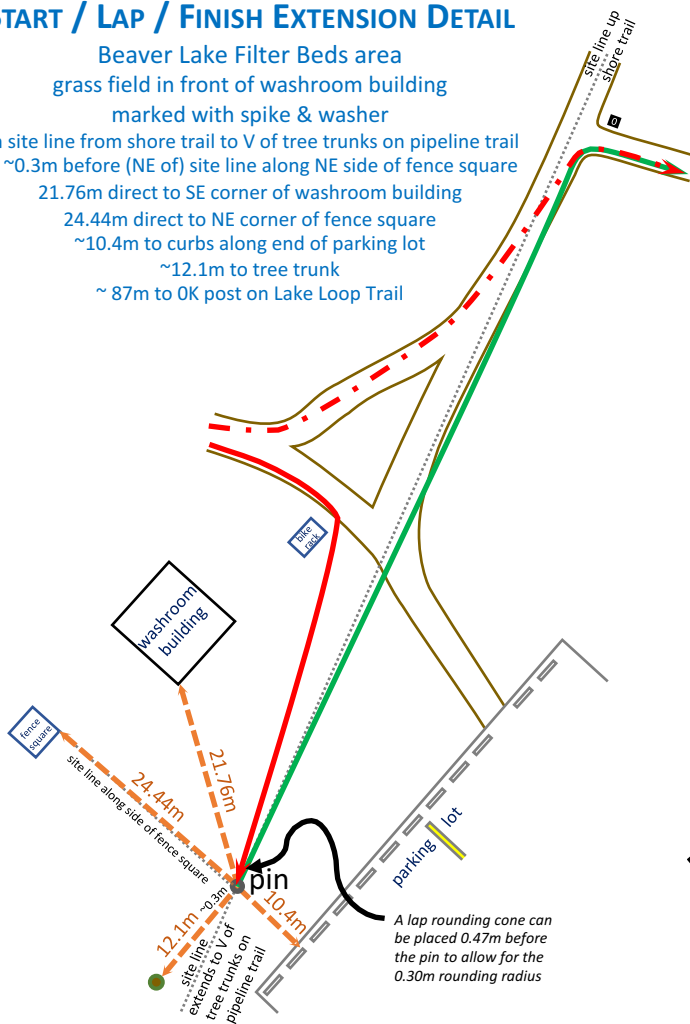 START / LAP / FINISH EXTENSION DETAIL
Beaver Lake Filter Beds area
grass field in front of washroom building
marked with spike & washer
site line from shore trail to V of tree trunks on pipeline trail
~0.3m before (NE of) site line along NE side of fence square
21.76m direct to SE corner of washroom building
24.44m direct to NE corner of fence square
~10.4m to curbs along end of parking lot
~12.1m to tree trunk
~ 87m to 0K post on Lake Loop Trail
site line up
shore trail
0
bike
rack
washroom
building
fence
square
21.76m
24.44m
site line along side of fence square
parking lot
pin
~0.3m
10.4m
12.1m
site line
extends to V of
tree trunks on
pipeline trail
A lap rounding cone can
be placed 0.47m before
the pin to allow for the
0.30m rounding radius